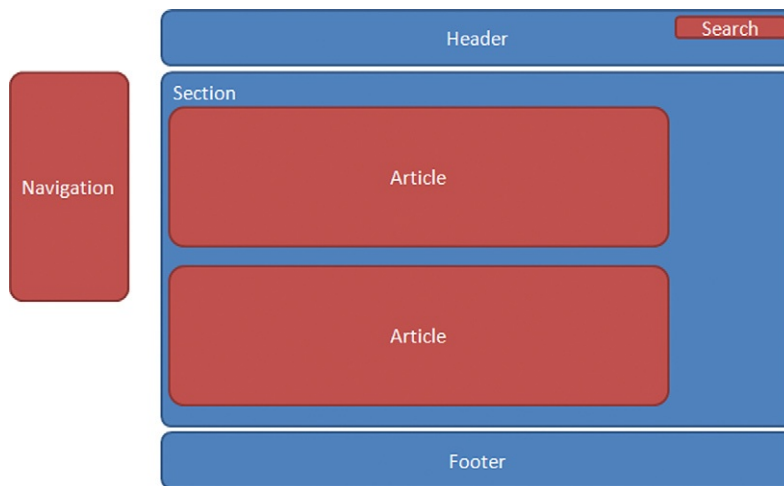 Search
Header
Section
Navigation
Article
Article
Footer